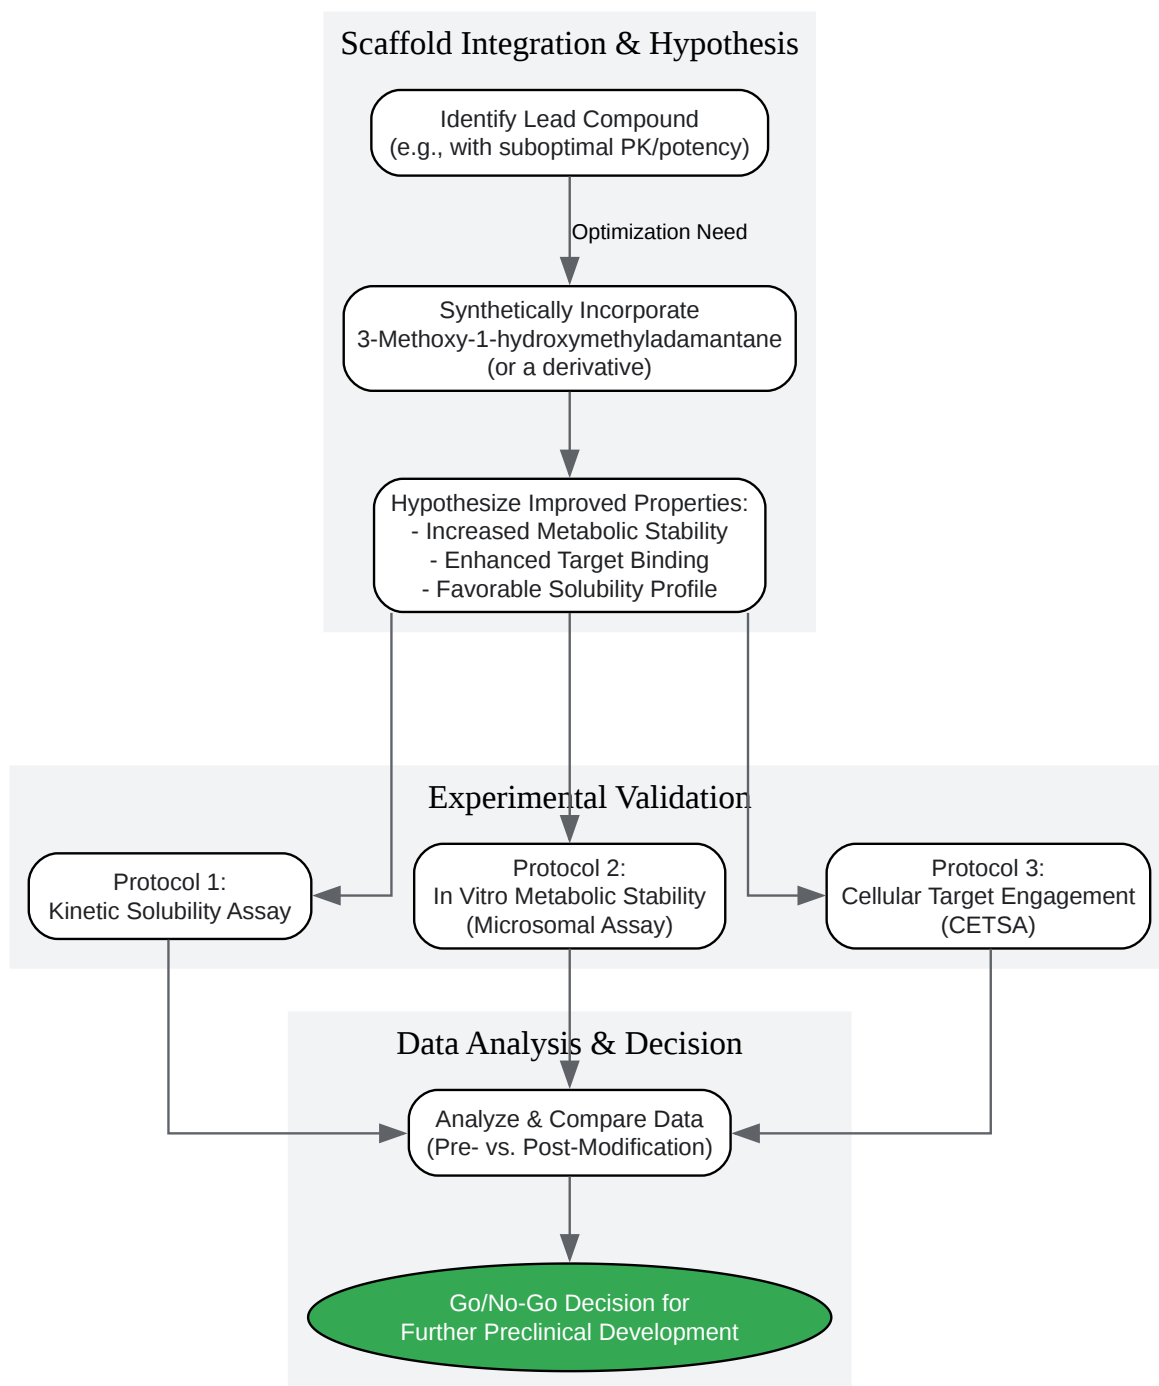 Scaffold Integration & Hypothesis
Identify Lead Compound
(e.g., with suboptimal PK/potency)
Optimization Need
Synthetically Incorporate
3-Methoxy-1-hydroxymethyladamantane
(or a derivative)
Hypothesize Improved Properties:
- Increased Metabolic Stability
- Enhanced Target Binding
- Favorable Solubility Profile
Experimental Validation
Protocol 1:
Kinetic Solubility Assay
Protocol 2:
In Vitro Metabolic Stability
(Microsomal Assay)
Protocol 3:
Cellular Target Engagement
(CETSA)
Data Analysis & Decision
Analyze & Compare Data
(Pre- vs. Post-Modification)
Go/No-Go Decision for
Further Preclinical Development